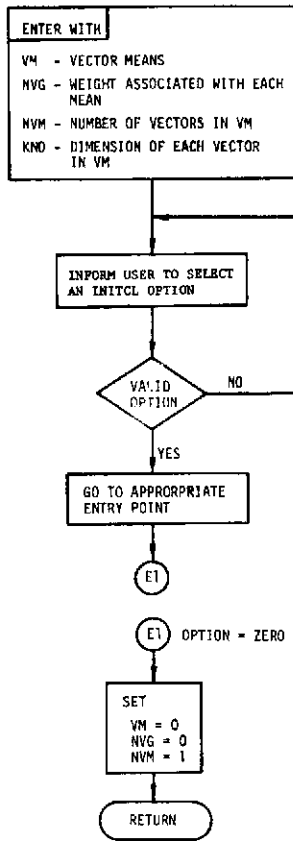 ENTER WITH
VM - VECTOR MEANS
NVG - WEIGHT ASSOCIATED WITH EACH
MEAN
NVM - NUMBER OF VECTORS IN VM
KNO - DIMENSION OF EACH VECTOR
IN VM
INFORM USER TO SELECT
AN INITCL OPTION
VALID
OPTION
NO
YES
GO TO APPRORPRIATE
ENTRY POINT
E1
E1 OPTION = ZERO
SET
VM = 0
NVG = 0
NVM = 1
RETURN